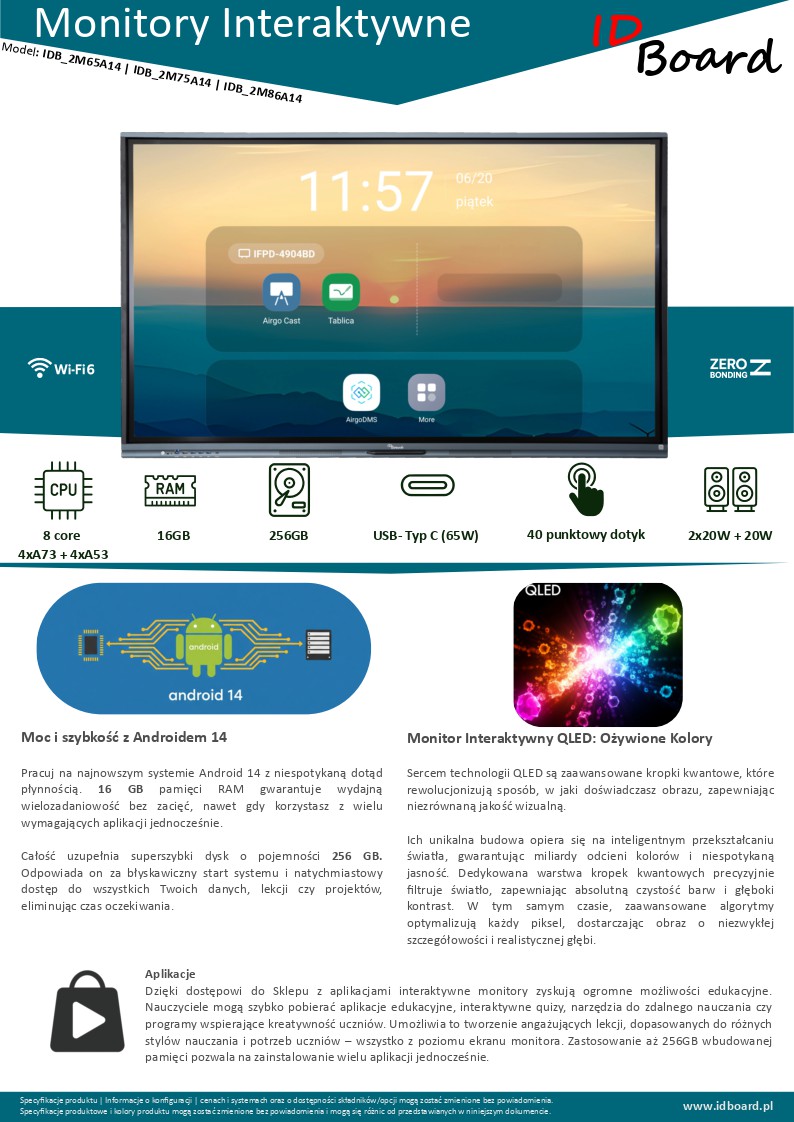 Monitory Interaktywne
ID
Board
Model: IDB_2M65A14 | IDB_2M75A14 | IDB_2M86A14
11:57
06/20
piątek
IFPD-4904BD
Airgo Cast
Tablica
AirgoDMS
More
Wi-Fi6
ZERO
BONDING
CPU
RAM
8 core
4xA73 + 4xA53
16GB
256GB
USB- Typ C (65W)
40 punktowy dotyk
2x20W + 20W
android
android 14
QLED
Moc i szybkość z Androidem 14
Pracuj na najnowszym systemie Android 14 z niespotykaną dotąd
płynnością. 16 GB pamięci RAM gwarantuje wydajną
wielozadaniowość bez zacięć, nawet gdy korzystasz z wielu
wymagających aplikacji jednocześnie.
Całość uzupełnia superszybki dysk o pojemności 256 GB.
Odpowiada on za błyskawiczny start systemu i natychmiastowy
dostęp do wszystkich Twoich danych, lekcji czy projektów,
eliminując czas oczekiwania.
Monitor Interaktywny QLED: Ożywione Kolory
Sercem technologii QLED są zaawansowane kropki kwantowe, które
rewolucjonizują sposób, w jaki doświadczasz obrazu, zapewniając
niezrównaną jakość wizualną.
Ich unikalna budowa opiera się na inteligentnym przekształcaniu
światła, gwarantując miliardy odcieni kolorów i niespotykaną
jasność. Dedykowana warstwa kropek kwantowych precyzyjnie
filtruje światło, zapewniając absolutną czystość barw i głęboki
kontrast. W tym samym czasie, zaawansowane algorytmy
optymalizują każdy piksel, dostarczając obraz o niezwykłej
szczegółowości i realistycznej głębi.
Aplikacje
Dzięki dostępowi do Sklepu z aplikacjami interaktywne monitory zyskują ogromne możliwości edukacyjne.
Nauczyciele mogą szybko pobierać aplikacje edukacyjne, interaktywne quizy, narzędzia do zdalnego nauczania czy
programy wspierające kreatywność uczniów. Umożliwia to tworzenie angażujących lekcji, dopasowanych do różnych
stylów nauczania i potrzeb uczniów – wszystko z poziomu ekranu monitora. Zastosowanie aż 256GB wbudowanej
pamięci pozwala na zainstalowanie wielu aplikacji jednocześnie.
Specyfikacje produktu | Informacje o konfiguracji | cenach i systemach oraz o dostępności składników/opcji mogą zostać zmienione bez powiadomienia.
Specyfikacje produktowe i kolory produktu mogą zostać zmienione bez powiadomienia i mogą się różnic od przedstawianych w niniejszym dokumencie.
www.idboard.pl